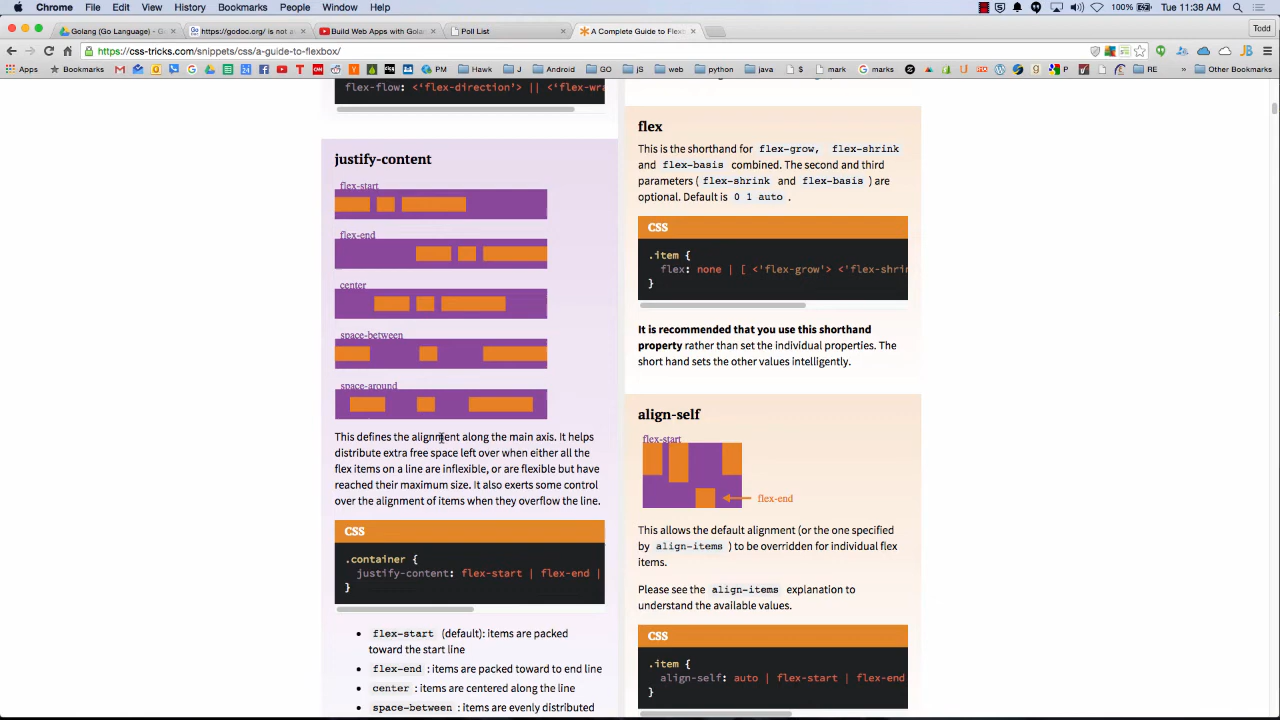 Chrome File Edit View History Bookmarks People Window Help 100% Tue 11:38 AM
Golang (Go Language) - G × https://godoc.org/ is not a × Build Web Apps with Golan × Poll List × A Complete Guide to Flexb × Todd
https://css-tricks.com/snippets/css/a-guide-to-flexbox/
Apps Bookmarks PM Hawk J Android GO jS web python java $ mark marks RE » Other Bookmarks
flex-flow: <'flex-direction'> || <'flex-wra
justify-content
flex-start
flex-end
center
space-between
space-around
This defines the alignment along the main axis. It helps
distribute extra free space left over when either all the
flex items on a line are inflexible, or are flexible but have
reached their maximum size. It also exerts some control
over the alignment of items when they overflow the line.
CSS
.container {
justify-content: flex-start | flex-end |
}
• flex-start (default): items are packed
toward the start line
• flex-end : items are packed toward to end line
• center : items are centered along the line
• space-between : items are evenly distributed
flex
This is the shorthand for flex-grow, flex-shrink
and flex-basis combined. The second and third
parameters ( flex-shrink and flex-basis ) are
optional. Default is 0 1 auto .
CSS
.item {
flex: none | [ <'flex-grow'> <'flex-shrin
}
It is recommended that you use this shorthand
property rather than set the individual properties. The
short hand sets the other values intelligently.
align-self
flex-start
flex-end
This allows the default alignment (or the one specified
by align-items ) to be overridden for individual flex
items.
Please see the align-items explanation to
understand the available values.
CSS
.item {
align-self: auto | flex-start | flex-end
}